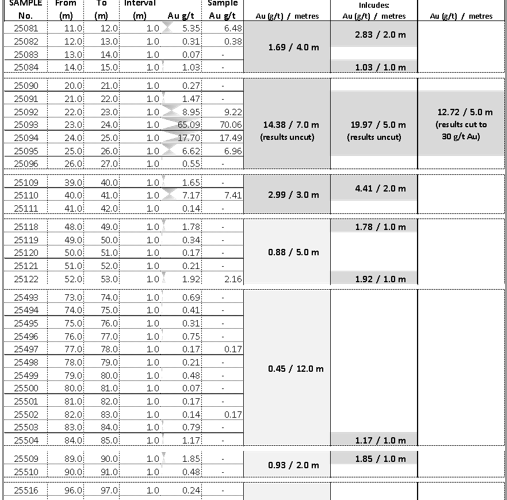 SAMPLE From To Interval Sample Inlcudes:
No. (m) (m) (m) Au g/t Au g/t Au (g/t) / metres Au (g/t) / metres Au (g/t) / metres
25081 11.0 12.0 1.0 5.35 6.48
2.83 / 2.0 m
25082 12.0 13.0 1.0 0.31 0.38
1.69 / 4.0 m
25083 13.0 14.0 1.0 0.07 -
25084 14.0 15.0 1.0 1.03 - 1.03 / 1.0 m
25090 20.0 21.0 1.0 0.27 -
25091 21.0 22.0 1.0 1.47 -
25092 22.0 23.0 1.0 8.95 9.22 12.72 / 5.0 m
25093 23.0 24.0 1.0 65.09 70.06 14.38 / 7.0 m 19.97 / 5.0 m (results cut to
25094 24.0 25.0 1.0 17.70 17.49 (results uncut) (results uncut) 30 g/t Au)
25095 25.0 26.0 1.0 6.62 6.96
25096 26.0 27.0 1.0 0.55 -
25109 39.0 40.0 1.0 1.65 -
4.41 / 2.0 m
25110 40.0 41.0 1.0 7.17 7.41 2.99 / 3.0 m
25111 41.0 42.0 1.0 0.14 -
25118 48.0 49.0 1.0 1.78 - 1.78 / 1.0 m
25119 49.0 50.0 1.0 0.34 -
25120 50.0 51.0 1.0 0.17 - 0.88 / 5.0 m
25121 51.0 52.0 1.0 0.21 -
25122 52.0 53.0 1.0 1.92 2.16 1.92 / 1.0 m
25493 73.0 74.0 1.0 0.69 -
25494 74.0 75.0 1.0 0.41 -
25495 75.0 76.0 1.0 0.31 -
25496 76.0 77.0 1.0 0.75 -
25497 77.0 78.0 1.0 0.17 0.17
25498 78.0 79.0 1.0 0.21 -
0.45 / 12.0 m
25499 79.0 80.0 1.0 0.48 -
25500 80.0 81.0 1.0 0.07 -
25501 81.0 82.0 1.0 0.17 -
25502 82.0 83.0 1.0 0.14 0.17
25503 83.0 84.0 1.0 0.79 -
25504 84.0 85.0 1.0 1.17 - 1.17 / 1.0 m
25509 89.0 90.0 1.0 1.85 - 1.85 / 1.0 m
0.93 / 2.0 m
25510 90.0 91.0 1.0 0.48 -
25516 96.0 97.0 1.0 0.24 -